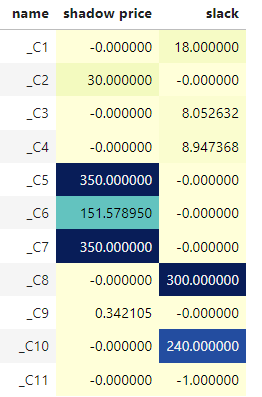 name shadow price slack
_C1 -0.000000 18.000000
_C2 30.000000 -0.000000
_C3 -0.000000 8.052632
_C4 -0.000000 8.947368
_C5 350.000000 -0.000000
_C6 151.578950 -0.000000
_C7 350.000000 -0.000000
_C8 -0.000000 300.000000
_C9 0.342105 -0.000000
_C10 -0.000000 240.000000
_C11 -0.000000 -1.000000